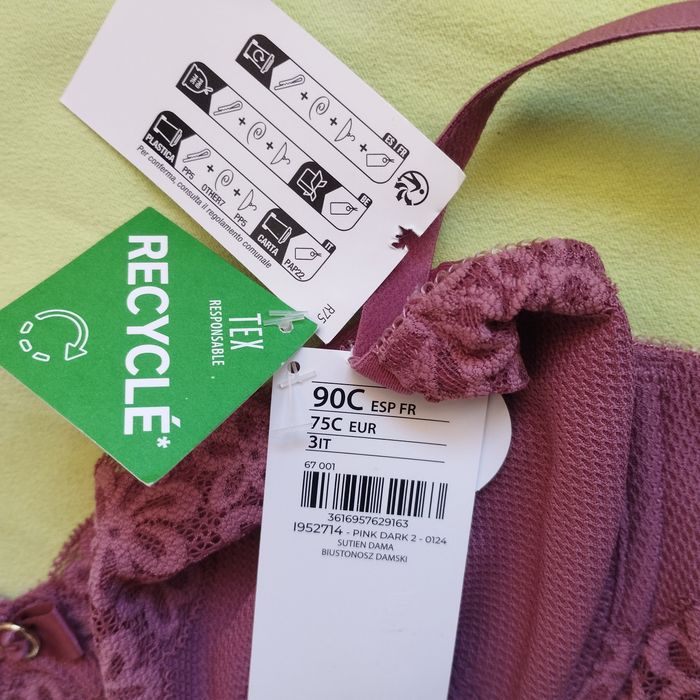 ES FR
PMD
PMC
BE
PLASTICA
PP5
OTHER7
PP5
CARTA
PAP22
IT
Per conferma, consulta il regolamento comunale
R75
TEX
RESPONSABLE
RECYCLÉ*
90C ESP FR
75C EUR
3IT
67 001
3616957629163
I952714 - PINK DARK 2 - 0124
SUTIEN DAMA
BIUSTONOSZ DAMSKI